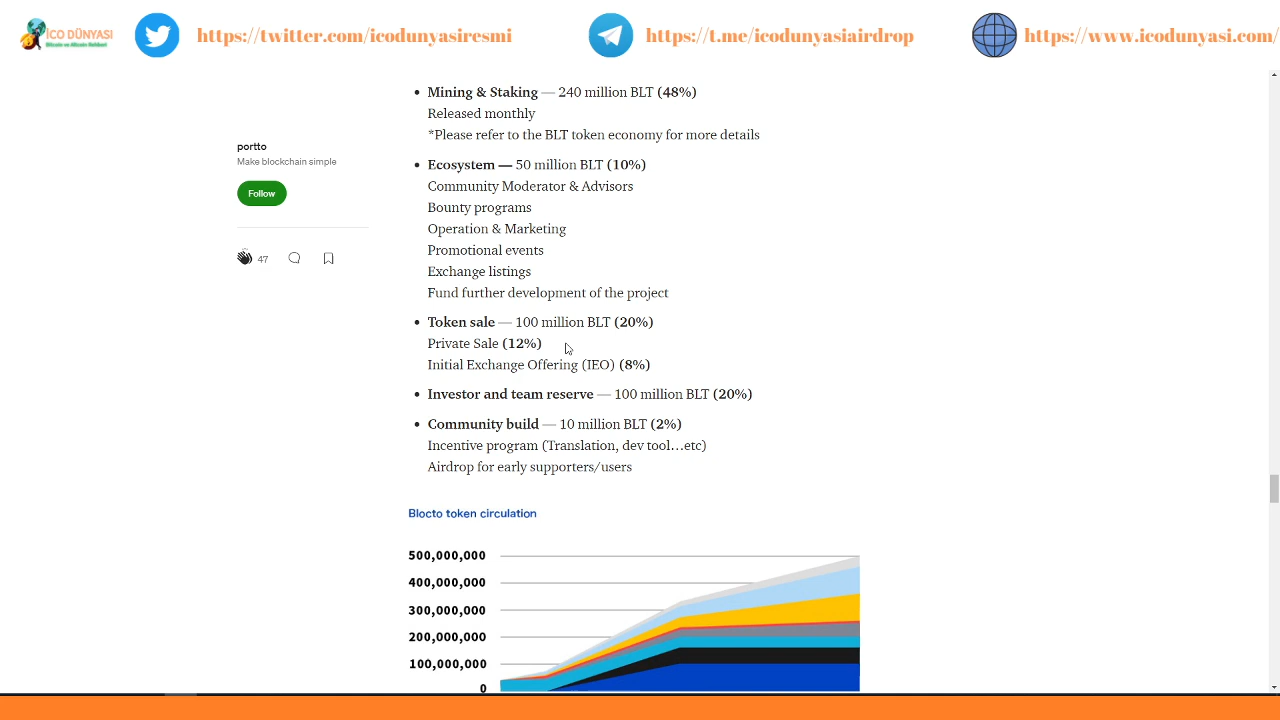 İCO DÜNYASI
Bitcoin ve Altcoin Rehberi
https://twitter.com/icodunyasiresmi
https://t.me/icodunyasiairdrop
https://www.icodunyasi.com/
portto
Make blockchain simple
Follow
47
• Mining & Staking — 240 million BLT (48%)
Released monthly
*Please refer to the BLT token economy for more details
• Ecosystem — 50 million BLT (10%)
Community Moderator & Advisors
Bounty programs
Operation & Marketing
Promotional events
Exchange listings
Fund further development of the project
• Token sale — 100 million BLT (20%)
Private Sale (12%)
Initial Exchange Offering (IEO) (8%)
• Investor and team reserve — 100 million BLT (20%)
• Community build — 10 million BLT (2%)
Incentive program (Translation, dev tool…etc)
Airdrop for early supporters/users
Blocto token circulation
500,000,000
400,000,000
300,000,000
200,000,000
100,000,000
0